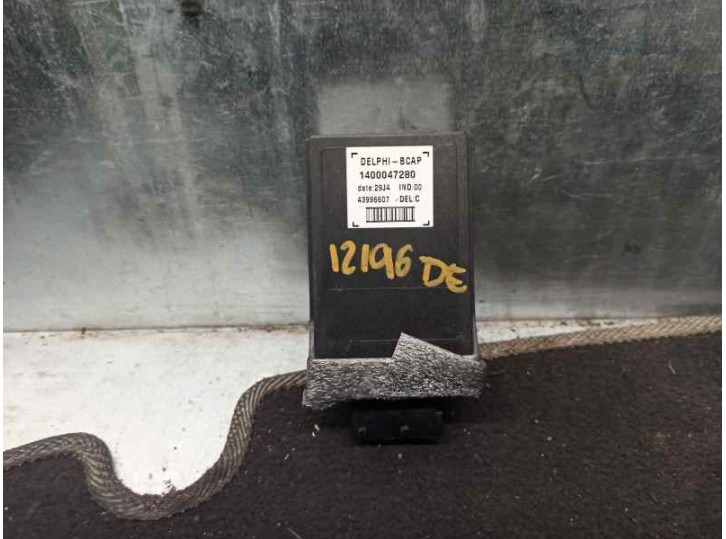 DELPHI-BCAP
1400047280
date:29J4 IND:00
43996607 -DEL:C
12196 DE